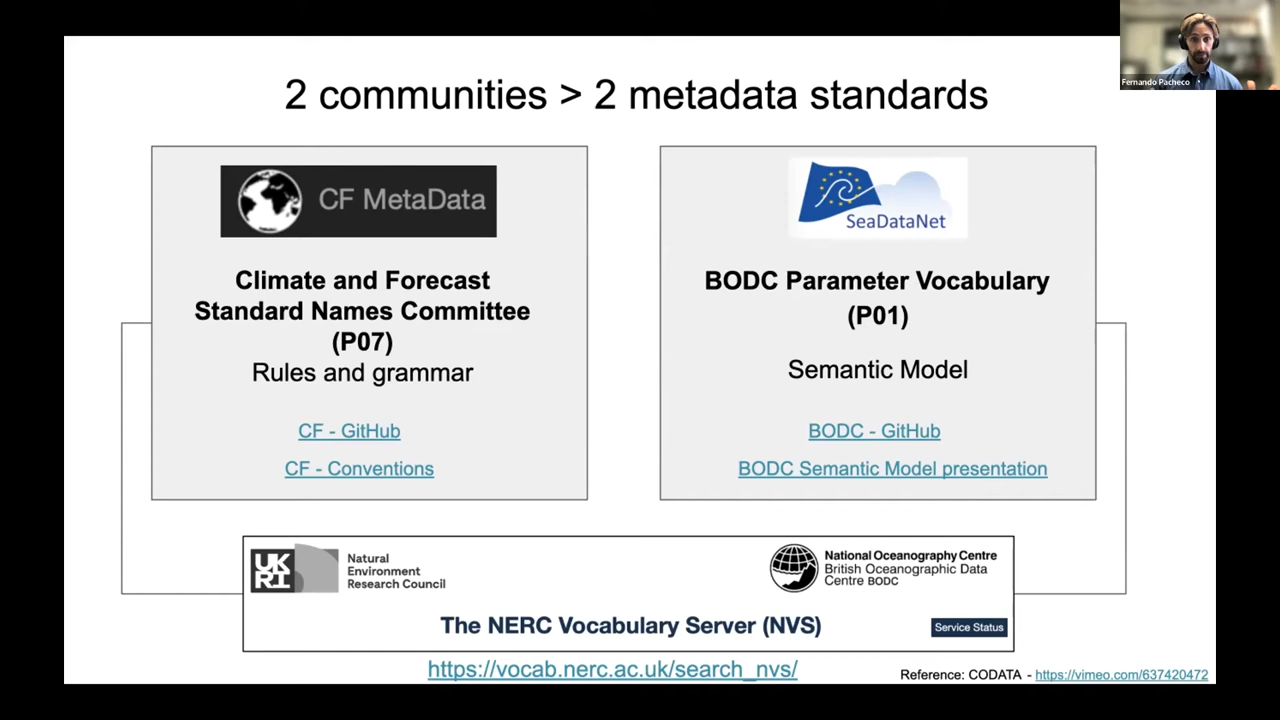 Fernando Pacheco
2 communities > 2 metadata standards
CF MetaData
Climate and Forecast
Standard Names Committee
(P07)
Rules and grammar
CF - GitHub
CF - Conventions
SeaDataNet
BODC Parameter Vocabulary
(P01)
Semantic Model
BODC - GitHub
BODC Semantic Model presentation
UK
RI
Natural
Environment
Research Council
National Oceanography Centre
British Oceanographic Data
Centre BODC
The NERC Vocabulary Server (NVS)
Service Status
https://vocab.nerc.ac.uk/search_nvs/
Reference: CODATA - https://vimeo.com/637420472